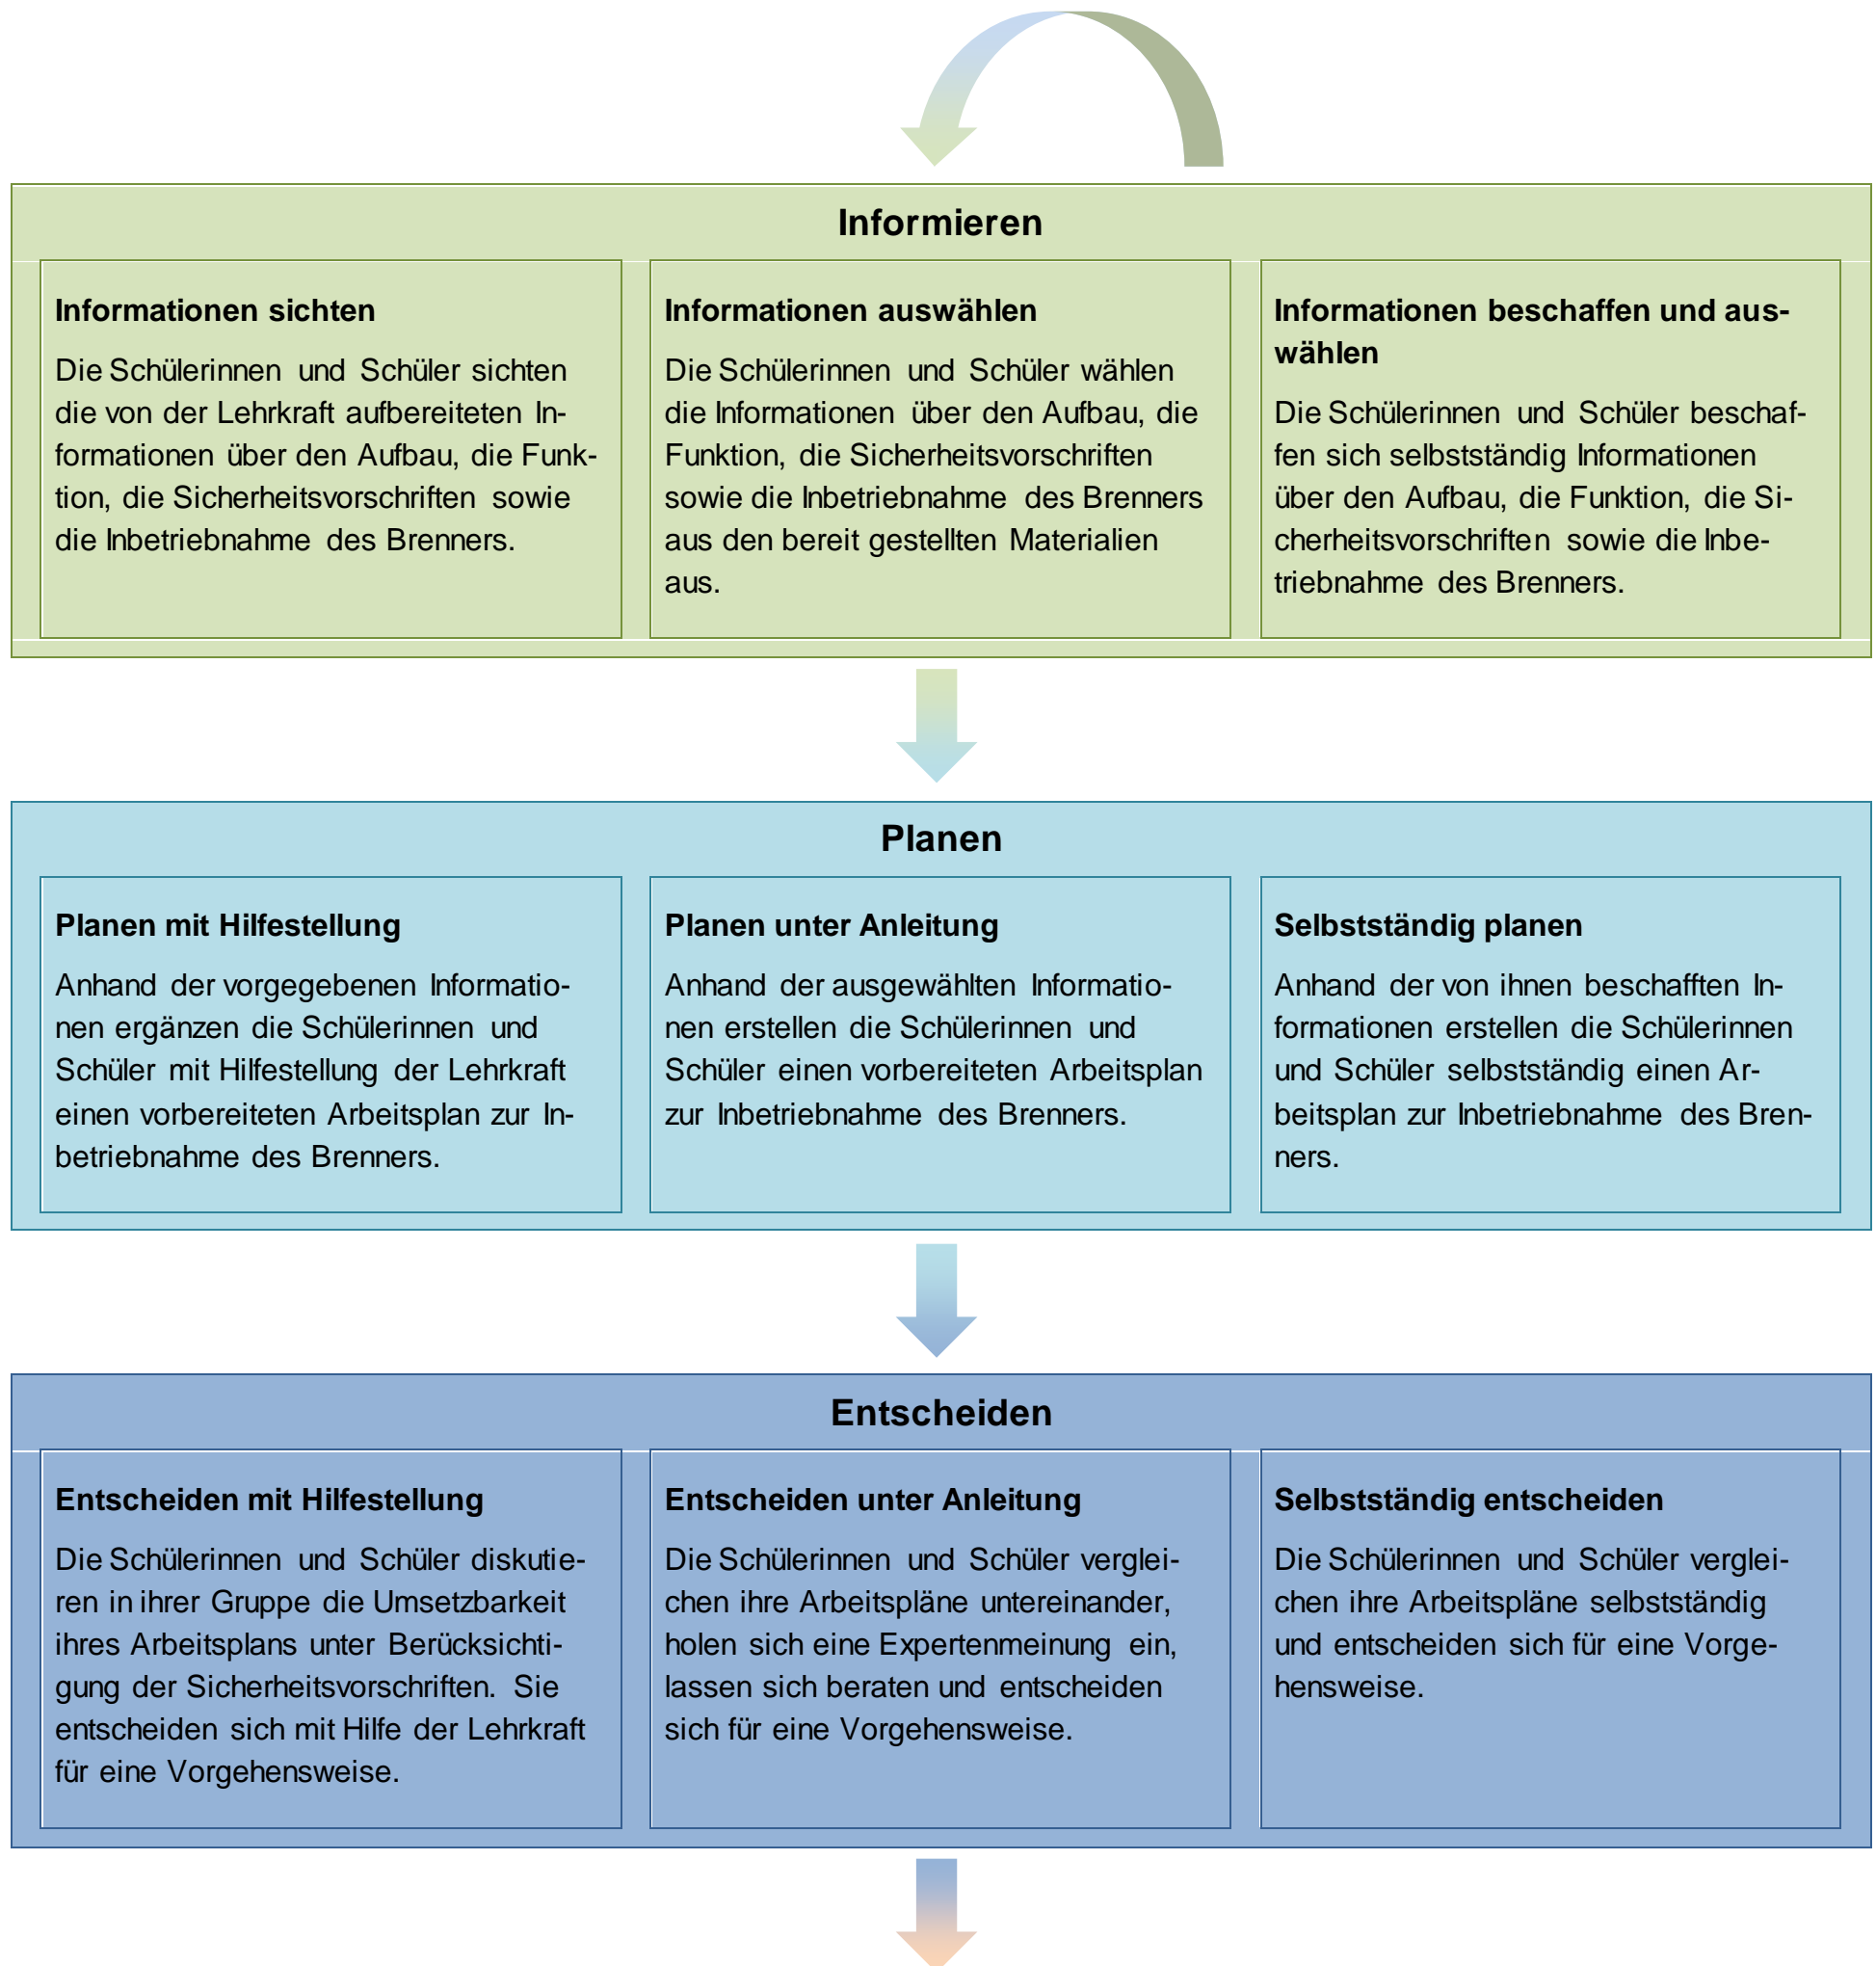 Informieren
Informationen sichten
Die Schülerinnen und Schüler sichten
die von der Lehrkraft aufbereiteten In-
formationen über den Aufbau, die Funk-
tion, die Sicherheitsvorschriften sowie
die Inbetriebnahme des Brenners.
Informationen auswählen
Die Schülerinnen und Schüler wählen
die Informationen über den Aufbau, die
Funktion, die Sicherheitsvorschriften
sowie die Inbetriebnahme des Brenners
aus den bereit gestellten Materialien
aus.
Informationen beschaffen und aus-
wählen
Die Schülerinnen und Schüler beschaf-
fen sich selbstständig Informationen
über den Aufbau, die Funktion, die Si-
cherheitsvorschriften sowie die Inbe-
triebnahme des Brenners.
Planen
Planen mit Hilfestellung
Anhand der vorgegebenen Informatio-
nen ergänzen die Schülerinnen und
Schüler mit Hilfestellung der Lehrkraft
einen vorbereiteten Arbeitsplan zur In-
betriebnahme des Brenners.
Planen unter Anleitung
Anhand der ausgewählten Informatio-
nen erstellen die Schülerinnen und
Schüler einen vorbereiteten Arbeitsplan
zur Inbetriebnahme des Brenners.
Selbstständig planen
Anhand der von ihnen beschafften In-
formationen erstellen die Schülerinnen
und Schüler selbstständig einen Ar-
beitsplan zur Inbetriebnahme des Bren-
ners.
Entscheiden
Entscheiden mit Hilfestellung
Die Schülerinnen und Schüler diskutie-
ren in ihrer Gruppe die Umsetzbarkeit
ihres Arbeitsplans unter Berücksichti-
gung der Sicherheitsvorschriften. Sie
entscheiden sich mit Hilfe der Lehrkraft
für eine Vorgehensweise.
Entscheiden unter Anleitung
Die Schülerinnen und Schüler verglei-
chen ihre Arbeitspläne untereinander,
holen sich eine Expertenmeinung ein,
lassen sich beraten und entscheiden
sich für eine Vorgehensweise.
Selbstständig entscheiden
Die Schülerinnen und Schüler verglei-
chen ihre Arbeitspläne selbstständig
und entscheiden sich für eine Vorge-
hensweise.